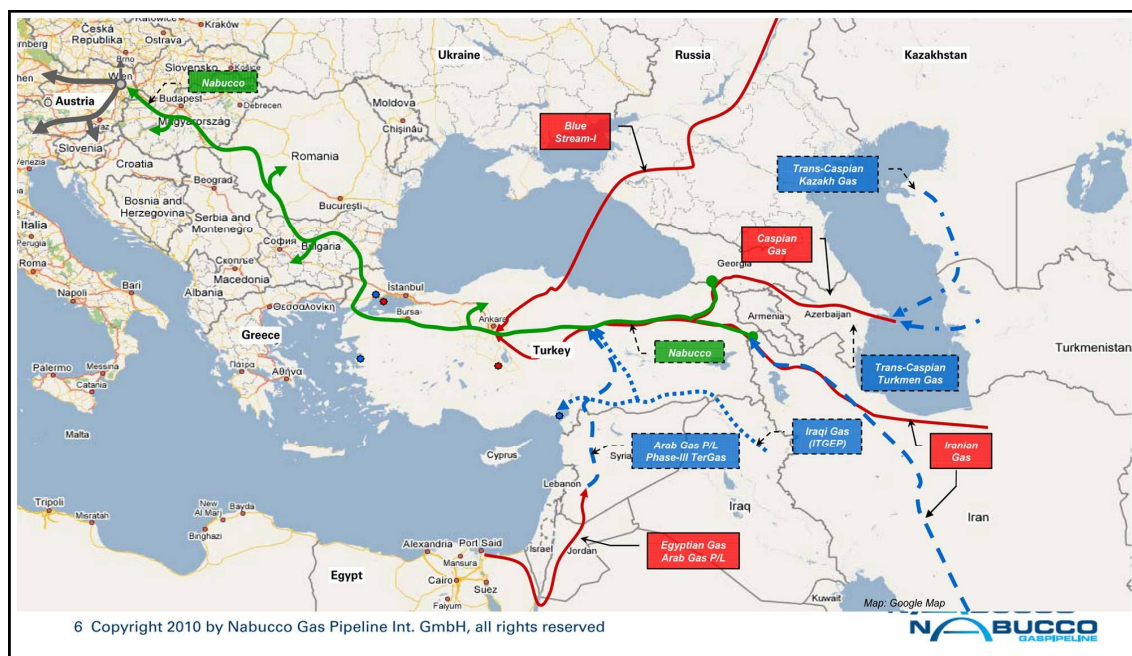 Česká
Republika
Kraków
Ostrava
Brno
Slovensko
Košice
Wien
Austria
Budapest
Magyarország
Debrecen
Graz
Slovenia
Venezia
Croatia
Nabucco
Ukraine
Moldova
Chişinău
Romania
Beograd
Bosnia and
Herzegovina
Serbia and
Montenegro
Bucureşti
София
Bulgaria
Скопље
Macedonia
Albania
Italia
Perugia
Roma
Napoli
Bari
Θεσσαλονίκη
Greece
Πάτρα
Αθήνα
Palermo
Messina
Catania
Malta
Russia
Kazakhstan
Blue
Stream-I
Trans-Caspian
Kazakh Gas
Caspian
Gas
Georgia
Armenia
Azerbaijan
İstanbul
Bursa
Ankara
Turkey
Nabucco
Trans-Caspian
Turkmen Gas
Turkmenistan
Arab Gas P/L
Phase-III TerGas
Iraqi Gas
(ITGEP)
Iranian
Gas
Cyprus
Syria
Lebanon
Iraq
Iran
Israel
Jordan
Egyptian Gas
Arab Gas P/L
Tripoli
Misratah
New
Al Marj
Bayda
Binghazi
Alexandria
Port Said
Mansura
Cairo
Suez
Faiyum
Egypt
Kuwait
Map: Google Map
6 Copyright 2010 by Nabucco Gas Pipeline Int. GmbH, all rights reserved
NABUCCO
GASPIPELINE